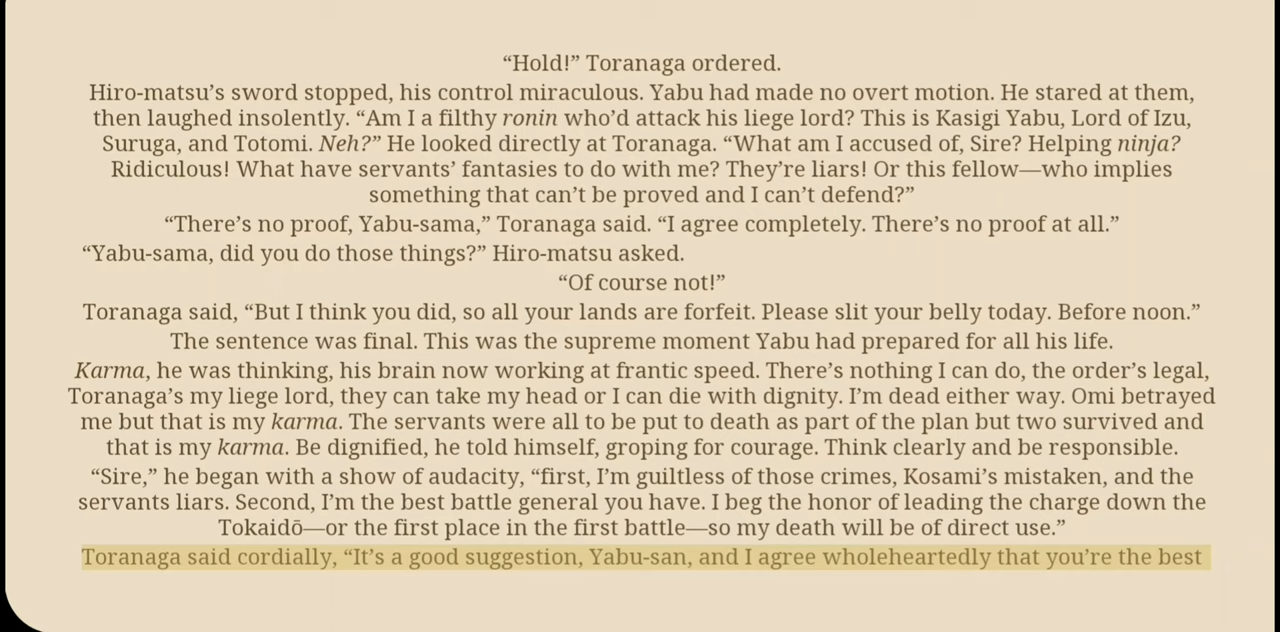 “Hold!” Toranaga ordered.
Hiro-matsu’s sword stopped, his control miraculous. Yabu had made no overt motion. He stared at them,
then laughed insolently. “Am I a filthy ronin who’d attack his liege lord? This is Kasigi Yabu, Lord of Izu,
Suruga, and Totomi. Neh?” He looked directly at Toranaga. “What am I accused of, Sire? Helping ninja?
Ridiculous! What have servants’ fantasies to do with me? They’re liars! Or this fellow—who implies
something that can’t be proved and I can’t defend?”
“There’s no proof, Yabu-sama,” Toranaga said. “I agree completely. There’s no proof at all.”
“Yabu-sama, did you do those things?” Hiro-matsu asked.
“Of course not!”
Toranaga said, “But I think you did, so all your lands are forfeit. Please slit your belly today. Before noon.”
The sentence was final. This was the supreme moment Yabu had prepared for all his life.
Karma, he was thinking, his brain now working at frantic speed. There’s nothing I can do, the order’s legal,
Toranaga’s my liege lord, they can take my head or I can die with dignity. I’m dead either way. Omi betrayed
me but that is my karma. The servants were all to be put to death as part of the plan but two survived and
that is my karma. Be dignified, he told himself, groping for courage. Think clearly and be responsible.
“Sire,” he began with a show of audacity, “first, I’m guiltless of those crimes, Kosami’s mistaken, and the
servants liars. Second, I’m the best battle general you have. I beg the honor of leading the charge down the
Tokaidō—or the first place in the first battle—so my death will be of direct use.”
Toranaga said cordially, “It’s a good suggestion, Yabu-san, and I agree wholeheartedly that you’re the best